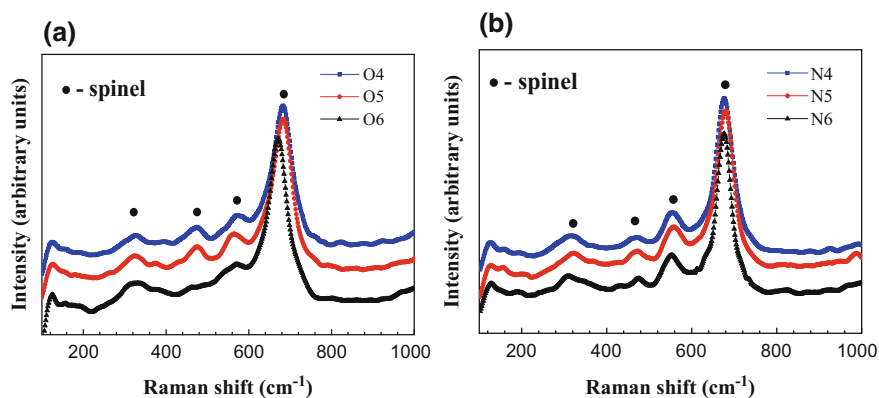 (a)
● - spinel
O4
O5
O6
Intensity (arbitrary units)
200 400 600 800 1000
Raman shift (cm⁻¹)
(b)
● - spinel
N4
N5
N6
Intensity (arbitrary units)
200 400 600 800 1000
Raman shift (cm⁻¹)